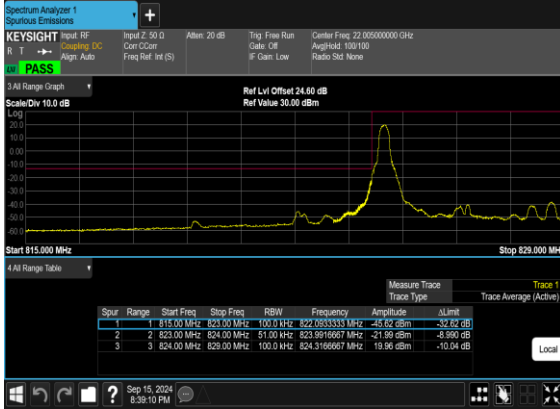 Spectrum Analyzer 1
Spurious Emissions
+
KEYSIGHT Input: RF Input Z: 50 Ω Atten: 20 dB Trig: Free Run Center Freq: 22.005000000 GHz
R T Coupling: DC Corr CCorr Gate: Off Avg|Hold: 100/100
Align: Auto Freq Ref: Int (S) IF Gain: Low Radio Std: None
PASS
3 All Range Graph
Ref Lvl Offset 24.60 dB
Scale/Div 10.0 dB Ref Value 30.00 dBm
Log
20.0
10.0
0.00
-10.0
-20.0
-30.0
-40.0
-50.0
-60.0
Start 815.000 MHz Stop 829.000 MH
4 All Range Table
Measure Trace Trace 1
Trace Type Trace Average (Active)
Spur Range Start Freq Stop Freq RBW Frequency Amplitude ΔLimit
1 1 815.00 MHz 823.00 MHz 100.0 kHz 822.0933333 MHz -45.62 dBm -32.62 dB
2 2 823.00 MHz 824.00 MHz 51.00 kHz 823.9916667 MHz -21.99 dBm -8.990 dB
3 3 824.00 MHz 829.00 MHz 100.0 kHz 824.3166667 MHz 19.96 dBm -10.04 dB
Local
?
Sep 15, 2024
8:39:10 PM